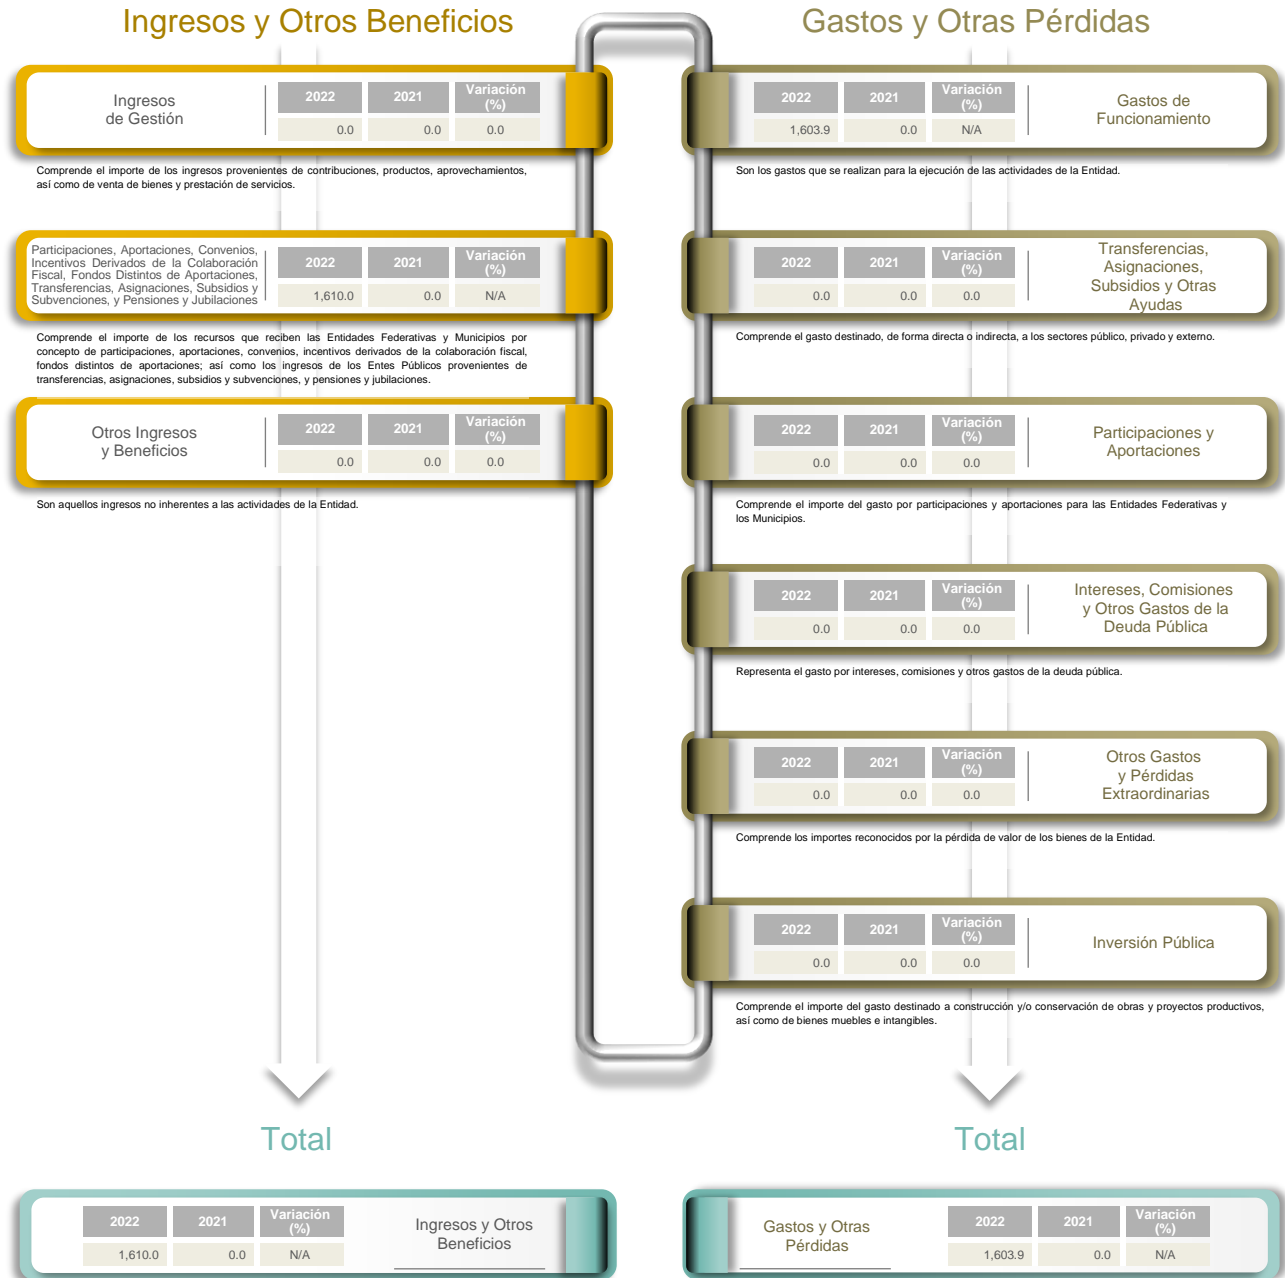 Ingresos y Otros Beneficios
Ingresos
de Gestión
2022 2021 Variación
(%)
0.0 0.0 0.0
Comprende el importe de los ingresos provenientes de contribuciones, productos, aprovechamientos,
así como de venta de bienes y prestación de servicios.
Participaciones, Aportaciones, Convenios,
Incentivos Derivados de la Colaboración
Fiscal, Fondos Distintos de Aportaciones,
Transferencias, Asignaciones, Subsidios y
Subvenciones, y Pensiones y Jubilaciones
2022 2021 Variación
(%)
1,610.0 0.0 N/A
Comprende el importe de los recursos que reciben las Entidades Federativas y Municipios por
concepto de participaciones, aportaciones, convenios, incentivos derivados de la colaboración fiscal,
fondos distintos de aportaciones; así como los ingresos de los Entes Públicos provenientes de
transferencias, asignaciones, subsidios y subvenciones, y pensiones y jubilaciones.
Otros Ingresos
y Beneficios
2022 2021 Variación
(%)
0.0 0.0 0.0
Son aquellos ingresos no inherentes a las actividades de la Entidad.
Total
2022 2021 Variación
(%)
1,610.0 0.0 N/A
Ingresos y Otros
Beneficios
Gastos y Otras Pérdidas
2022 2021 Variación
(%)
1,603.9 0.0 N/A
Gastos de
Funcionamiento
Son los gastos que se realizan para la ejecución de las actividades de la Entidad.
2022 2021 Variación
(%)
0.0 0.0 0.0
Transferencias,
Asignaciones,
Subsidios y Otras
Ayudas
Comprende el gasto destinado, de forma directa o indirecta, a los sectores público, privado y externo.
2022 2021 Variación
(%)
0.0 0.0 0.0
Participaciones y
Aportaciones
Comprende el importe del gasto por participaciones y aportaciones para las Entidades Federativas y
los Municipios.
2022 2021 Variación
(%)
0.0 0.0 0.0
Intereses, Comisiones
y Otros Gastos de la
Deuda Pública
Representa el gasto por intereses, comisiones y otros gastos de la deuda pública.
2022 2021 Variación
(%)
0.0 0.0 0.0
Otros Gastos
y Pérdidas
Extraordinarias
Comprende los importes reconocidos por la pérdida de valor de los bienes de la Entidad.
2022 2021 Variación
(%)
0.0 0.0 0.0
Inversión Pública
Comprende el importe del gasto destinado a construcción y/o conservación de obras y proyectos productivos,
así como de bienes muebles e intangibles.
Total
Gastos y Otras
Pérdidas
2022 2021 Variación
(%)
1,603.9 0.0 N/A